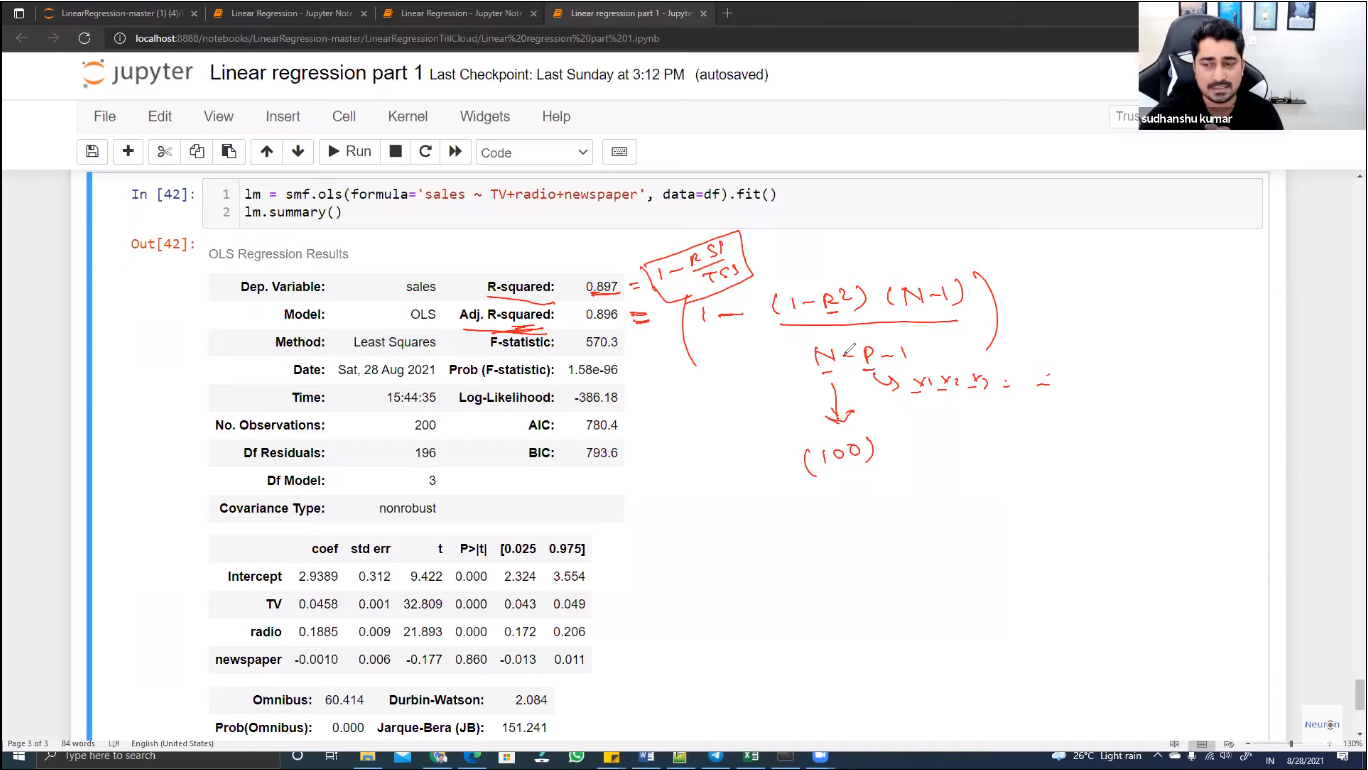 LinearRegression-master (1) (4)/
Linear Regression - Jupyter Not
Linear Regression - Jupyter Not
Linear regression part 1 - Jupyte
localhost:8888/notebooks/LinearRegression-master/LinearRegressionTillCloud/Linear%20regression%20part%201.ipynb
jupyter Linear regression part 1 Last Checkpoint: Last Sunday at 3:12 PM (autosaved)
sudhanshu kumar
File Edit View Insert Cell Kernel Widgets Help Trus
Run Code
In [42]: 1 lm = smf.ols(formula='sales ~ TV+radio+newspaper', data=df).fit()
2 lm.summary()
Out[42]: OLS Regression Results
Dep. Variable: sales R-squared: 0.897 = 1 - RSS/TSS
Model: OLS Adj. R-squared: 0.896 = (1 - (1-R2) (N-1)
Method: Least Squares F-statistic: 570.3 N-P-1
Date: Sat, 28 Aug 2021 Prob (F-statistic): 1.58e-96 x1 x2 x3
Time: 15:44:35 Log-Likelihood: -386.18
No. Observations: 200 AIC: 780.4
Df Residuals: 196 BIC: 793.6 (100)
Df Model: 3
Covariance Type: nonrobust
coef std err t P>|t| [0.025 0.975]
Intercept 2.9389 0.312 9.422 0.000 2.324 3.554
TV 0.0458 0.001 32.809 0.000 0.043 0.049
radio 0.1885 0.009 21.893 0.000 0.172 0.206
newspaper -0.0010 0.006 -0.177 0.860 -0.013 0.011
Omnibus: 60.414 Durbin-Watson: 2.084
Prob(Omnibus): 0.000 Jarque-Bera (JB): 151.241
Neuron
Page 3 of 3 84 words English (United States) 130%
Type here to search 26°C Light rain IN 8/28/2021